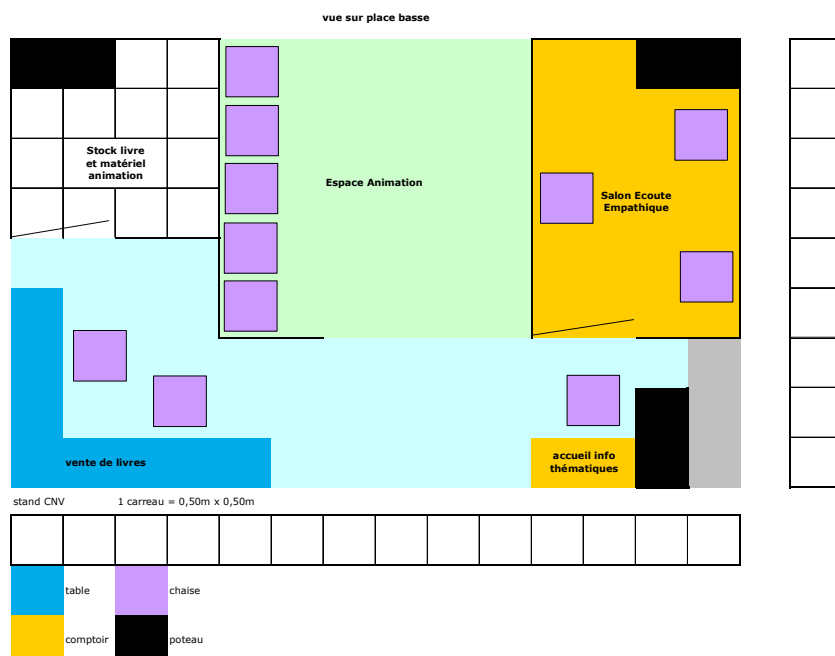 vue sur place basse
Stock livre
et matériel
animation
Espace Animation
Salon Ecoute
Empathique
vente de livres
accueil info
thématiques
stand CNV 1 carreau = 0,50m x 0,50m
table chaise
comptoir poteau